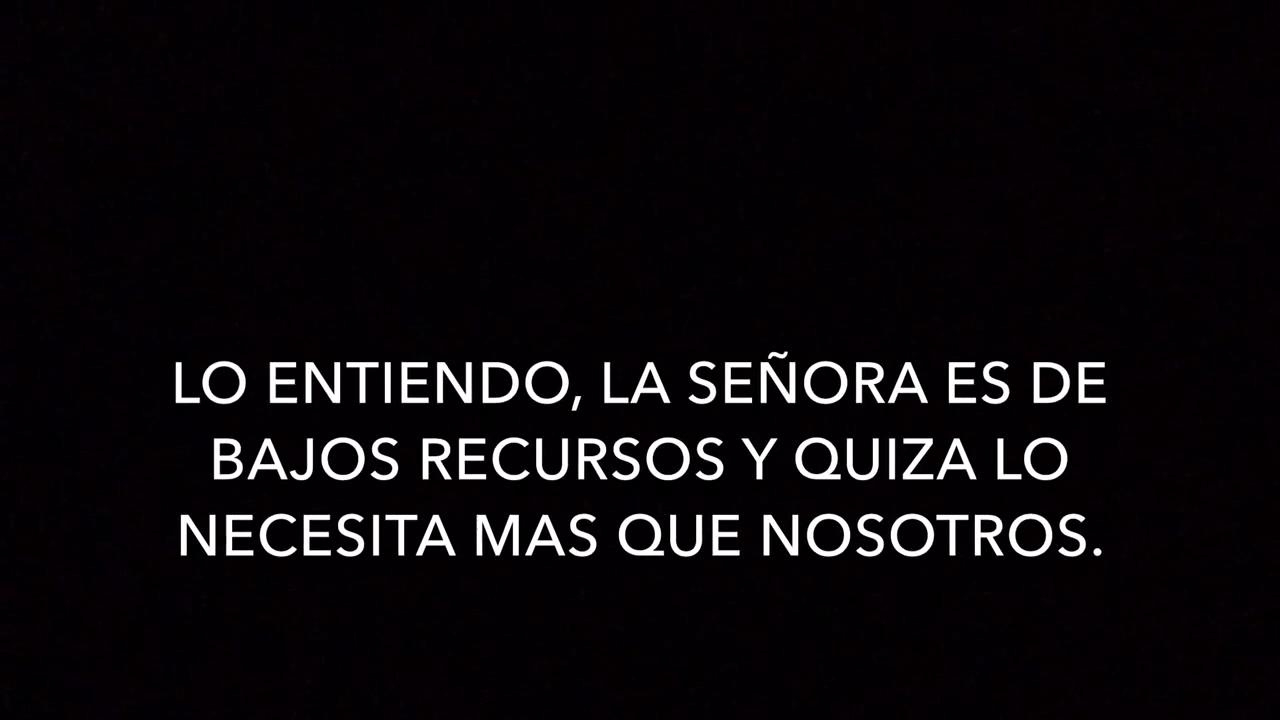 LO ENTIENDO, LA SEÑORA ES DE
BAJOS RECURSOS Y QUIZA LO
NECESITA MAS QUE NOSOTROS.